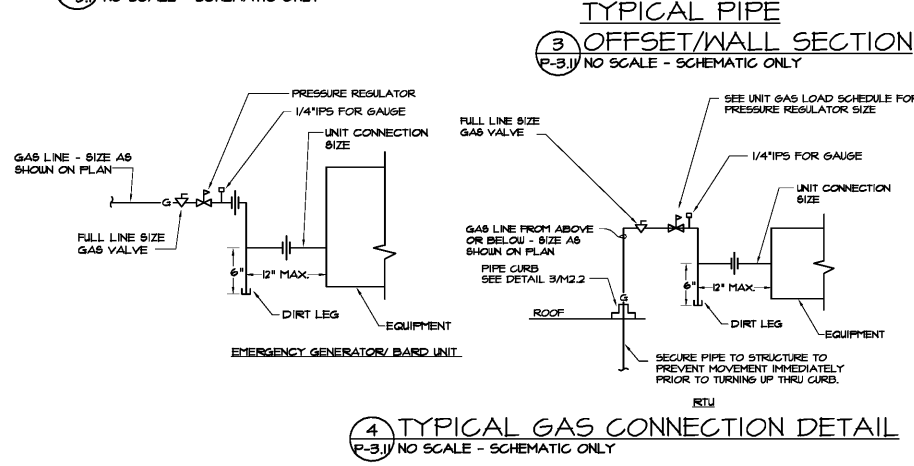 NO SCALE - SCHEMATIC ONLY
TYPICAL PIPE
3 OFFSET/WALL SECTION
P-3.11 NO SCALE - SCHEMATIC ONLY
PRESSURE REGULATOR
1/4"IPS FOR GAUGE
UNIT CONNECTION
SIZE
GAS LINE - SIZE AS
SHOWN ON PLAN
G
FULL LINE SIZE
GAS VALVE
6"
12" MAX.
DIRT LEG
EQUIPMENT
EMERGENCY GENERATOR/ BARD UNIT
SEE UNIT GAS LOAD SCHEDULE FOR
PRESSURE REGULATOR SIZE
FULL LINE SIZE
GAS VALVE
1/4"IPS FOR GAUGE
UNIT CONNECTION
SIZE
GAS LINE FROM ABOVE
OR BELOW - SIZE AS
SHOWN ON PLAN
PIPE CURB
SEE DETAIL 3/M2.2
G
ROOF
6"
12" MAX.
DIRT LEG
EQUIPMENT
SECURE PIPE TO STRUCTURE TO
PREVENT MOVEMENT IMMEDIATELY
PRIOR TO TURNING UP THRU CURB.
RTU
4 TYPICAL GAS CONNECTION DETAIL
P-3.11 NO SCALE - SCHEMATIC ONLY